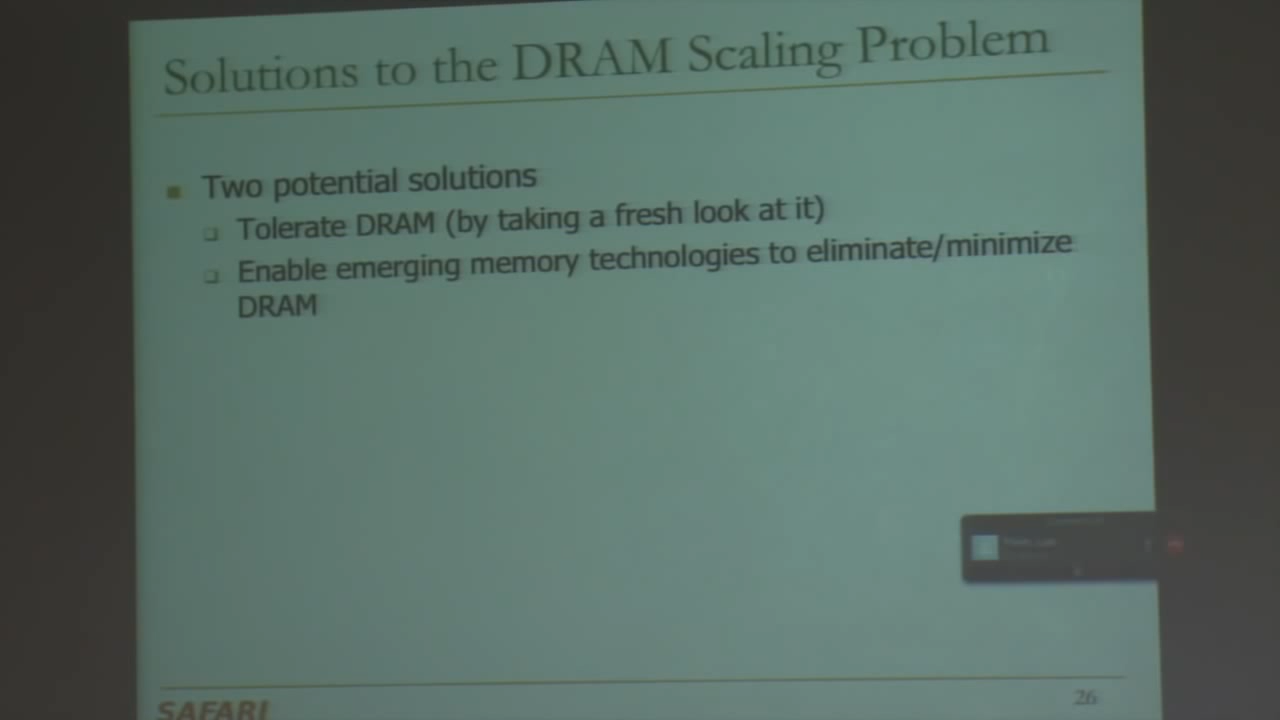 Solutions to the DRAM Scaling Problem
Two potential solutions
Tolerate DRAM (by taking a fresh look at it)
Enable emerging memory technologies to eliminate/minimize
DRAM
SAFARI
26